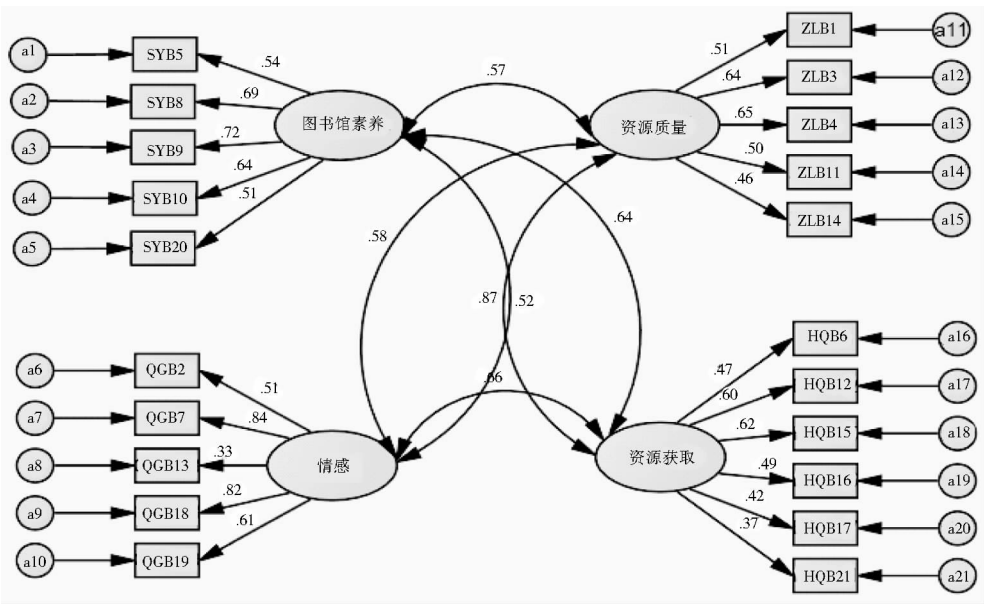 a1
SYB5
.54
a2
SYB8
.69
a3
SYB9
.72
a4
SYB10
.64
a5
SYB20
.51
图书馆素养
.57
资源质量
.51
ZLB1
a11
.64
ZLB3
a12
.65
ZLB4
a13
.50
ZLB11
a14
.46
ZLB14
a15
.58
.64
.87
.52
.66
a6
QGB2
.51
a7
QGB7
.84
a8
QGB13
.33
a9
QGB18
.82
a10
QGB19
.61
情感
资源获取
.47
HQB6
a16
.60
HQB12
a17
.62
HQB15
a18
.49
HQB16
a19
.42
HQB17
a20
.37
HQB21
a21